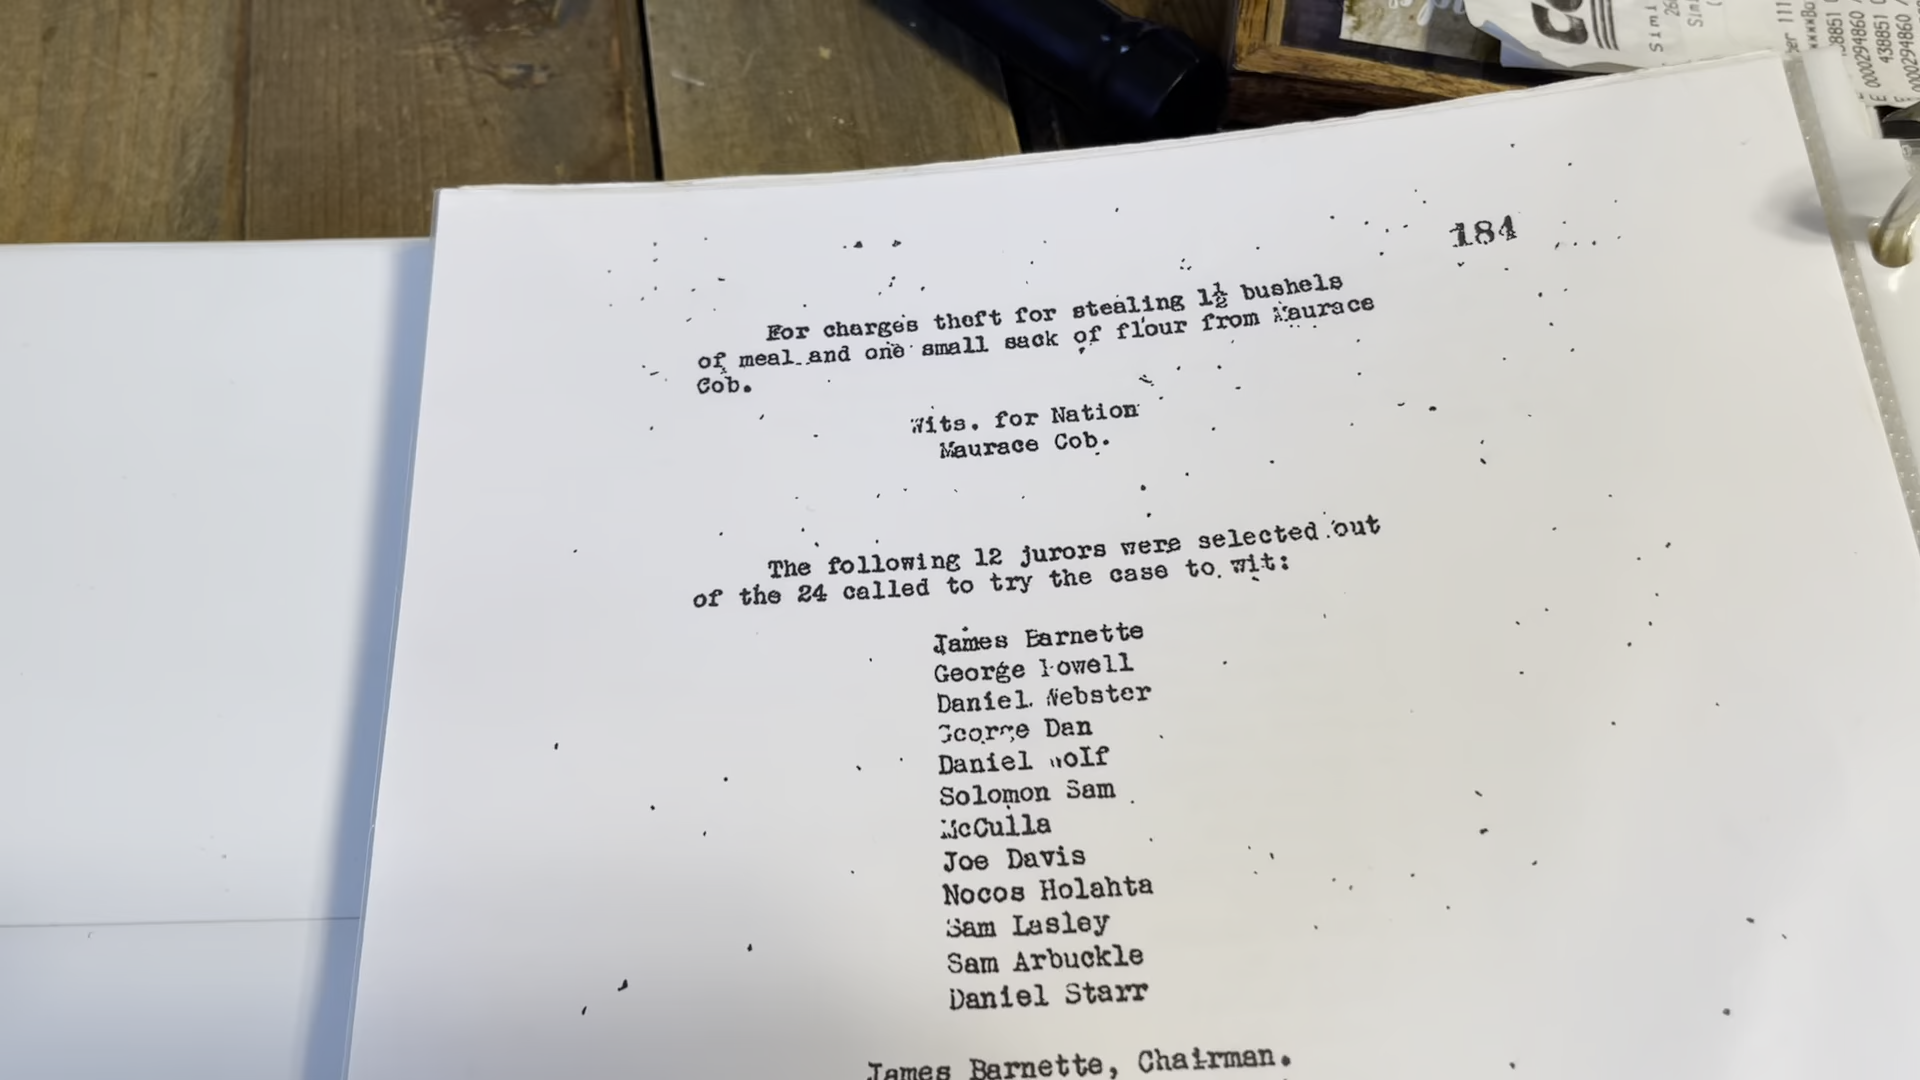 184
For charges theft for stealing 1½ bushels
of meal and one small sack of flour from Maurace
Cob.
Wits. for Nation
Maurace Cob.
The following 12 jurors were selected out
of the 24 called to try the case to wit:
James Barnette
George Powell
Daniel Webster
George Dan
Daniel Wolf
Solomon Sam
McCulla
Joe Davis
Nocos Holahta
Sam Lasley
Sam Arbuckle
Daniel Starr
James Barnette, Chairman.